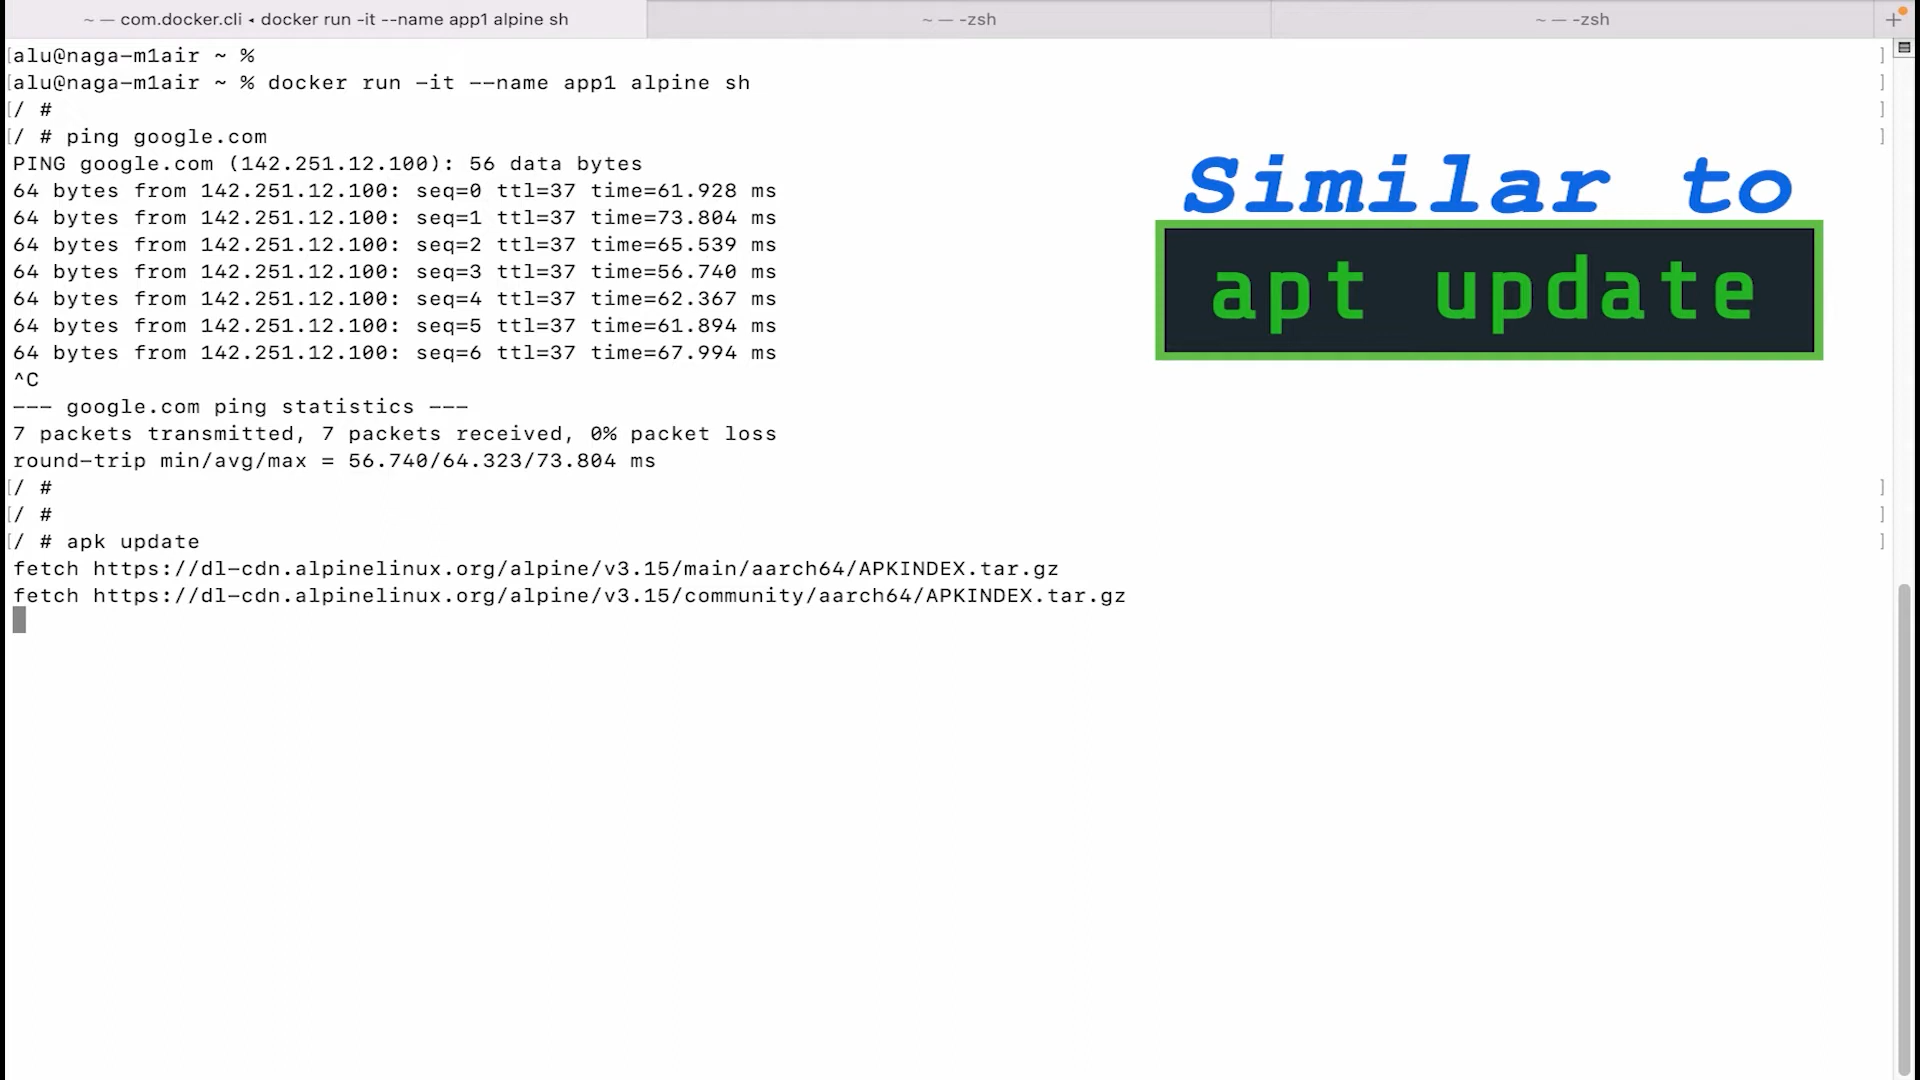 ~ — com.docker.cli ◂ docker run -it --name app1 alpine sh
~ — -zsh
~ — -zsh
[alu@naga-m1air ~ % ]
[alu@naga-m1air ~ % docker run -it --name app1 alpine sh ]
[/ # ]
[/ # ping google.com ]
PING google.com (142.251.12.100): 56 data bytes
64 bytes from 142.251.12.100: seq=0 ttl=37 time=61.928 ms
64 bytes from 142.251.12.100: seq=1 ttl=37 time=73.804 ms
64 bytes from 142.251.12.100: seq=2 ttl=37 time=65.539 ms
64 bytes from 142.251.12.100: seq=3 ttl=37 time=56.740 ms
64 bytes from 142.251.12.100: seq=4 ttl=37 time=62.367 ms
64 bytes from 142.251.12.100: seq=5 ttl=37 time=61.894 ms
64 bytes from 142.251.12.100: seq=6 ttl=37 time=67.994 ms
^C
--- google.com ping statistics ---
7 packets transmitted, 7 packets received, 0% packet loss
round-trip min/avg/max = 56.740/64.323/73.804 ms
[/ # ]
[/ # ]
[/ # apk update ]
fetch https://dl-cdn.alpinelinux.org/alpine/v3.15/main/aarch64/APKINDEX.tar.gz
fetch https://dl-cdn.alpinelinux.org/alpine/v3.15/community/aarch64/APKINDEX.tar.gz
Similar to
apt update